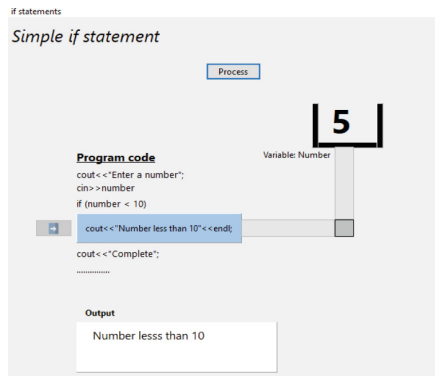 if statements
Simple if statement
Process
5
Variable: Number
Program code
cout<<"Enter a number";
cin>>number
if (number < 10)
cout<<"Number less than 10"<<endl;
cout<<"Complete";
...............
Output
Number lesss than 10